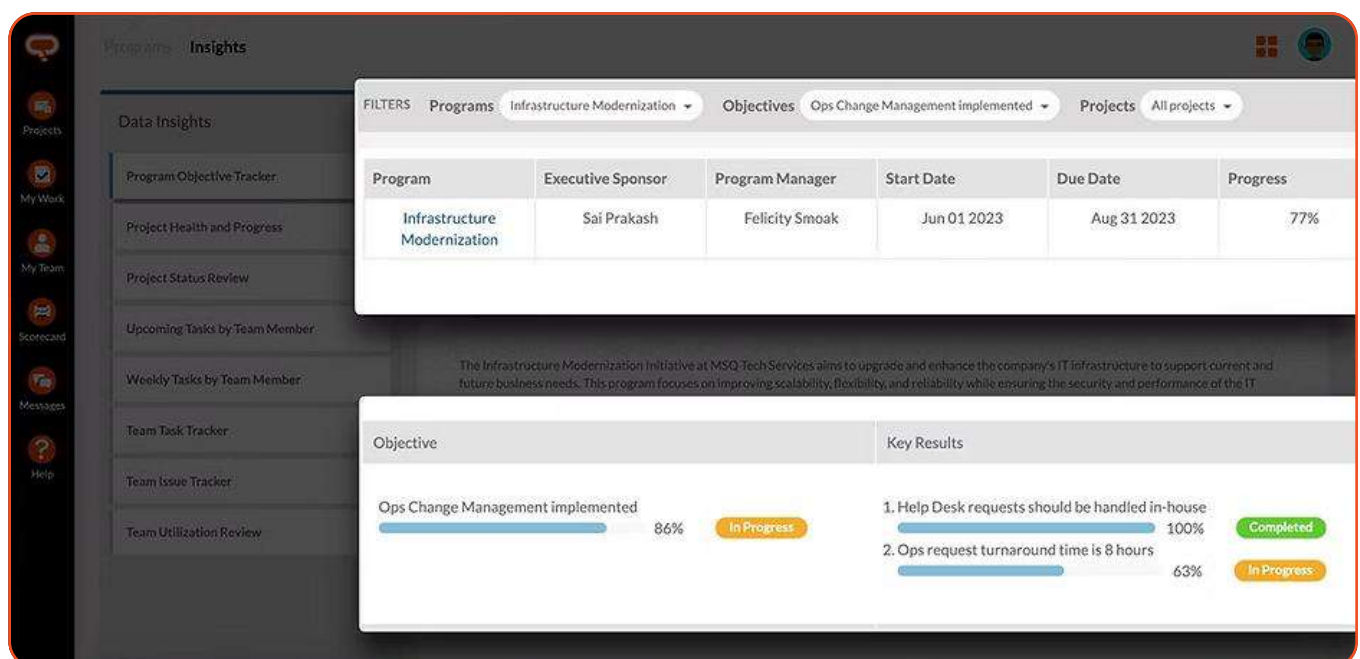 Programs Insights
Projects
My Work
My Team
Scorecard
Messages
Help
Data Insights
Program Objective Tracker
Project Health and Progress
Project Status Review
Upcoming Tasks by Team Member
Weekly Tasks by Team Member
Team Task Tracker
Team Issue Tracker
Team Utilization Review
FILTERS Programs Infrastructure Modernization Objectives Ops Change Management implemented Projects All projects
Program Executive Sponsor Program Manager Start Date Due Date Progress
Infrastructure Sai Prakash Felicity Smoak Jun 01 2023 Aug 31 2023 77%
Modernization
The Infrastructure Modernization Initiative at MSQ Tech Services aims to upgrade and enhance the company's IT infrastructure to support current and
future business needs. This program focuses on improving scalability, flexibility, and reliability while ensuring the security and performance of the IT
Objective Key Results
Ops Change Management implemented
86% In Progress
1. Help Desk requests should be handled in-house
100% Completed
2. Ops request turnaround time is 8 hours
63% In Progress